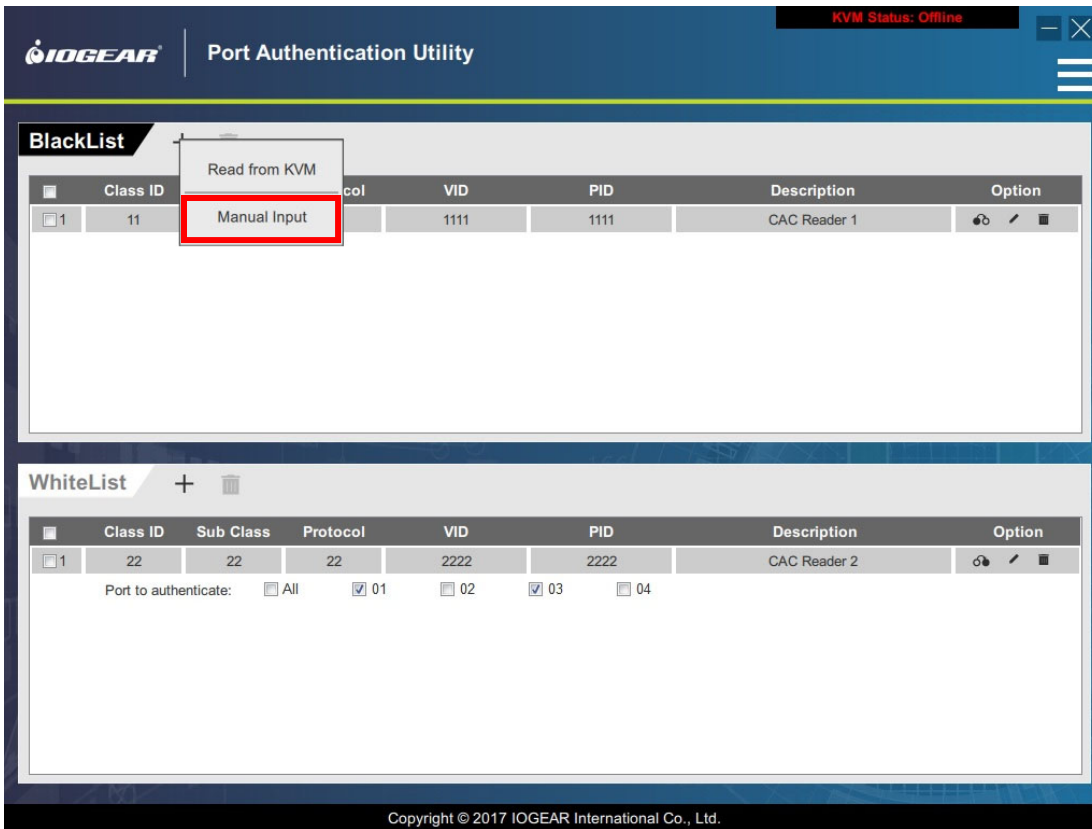 KVM Status: Offline
IOGEAR Port Authentication Utility
BlackList
Read from KVM
Manual Input
Class ID col VID PID Description Option
1 11 1111 1111 CAC Reader 1
WhiteList
Class ID Sub Class Protocol VID PID Description Option
1 22 22 22 2222 2222 CAC Reader 2
Port to authenticate: All 01 02 03 04
Copyright © 2017 IOGEAR International Co., Ltd.